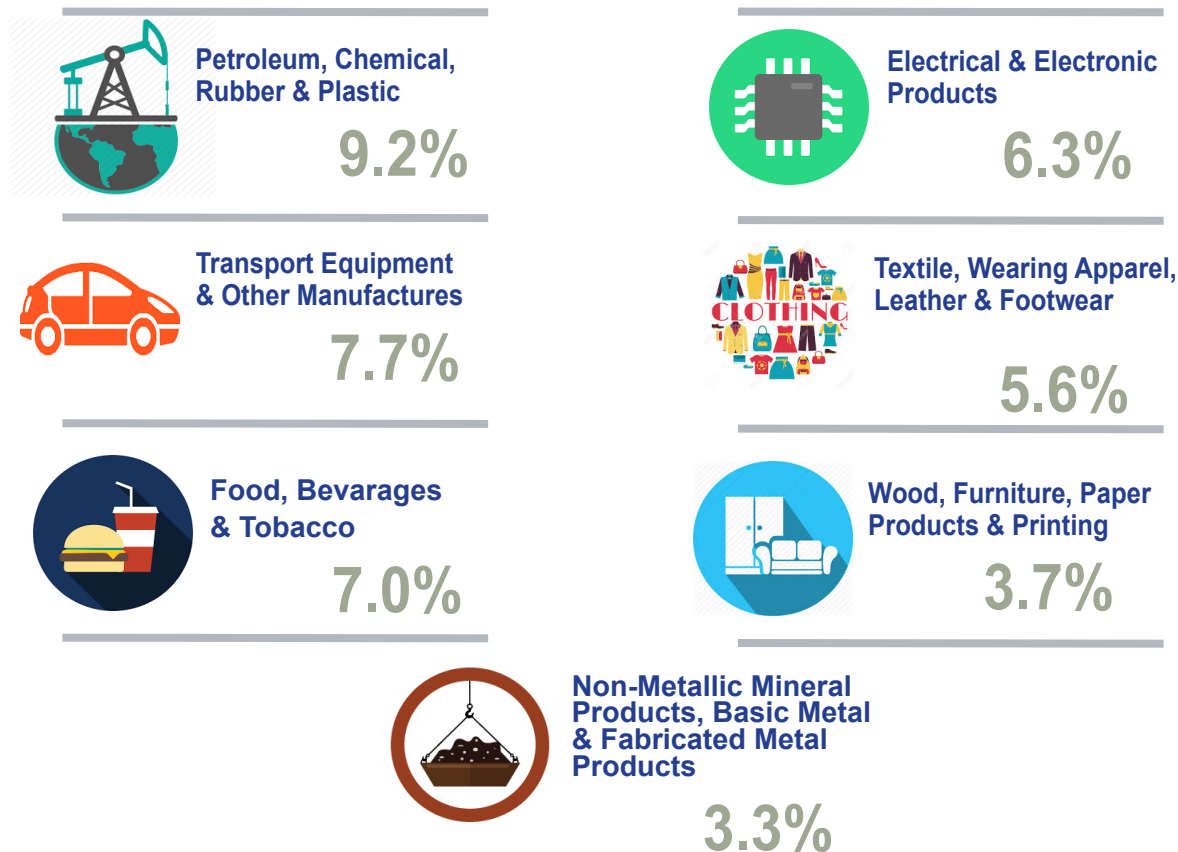 Petroleum, Chemical,
Rubber & Plastic
9.2%
Electrical & Electronic
Products
6.3%
Transport Equipment
& Other Manufactures
7.7%
CLOTHING
Textile, Wearing Apparel,
Leather & Footwear
5.6%
Food, Bevarages
& Tobacco
7.0%
Wood, Furniture, Paper
Products & Printing
3.7%
Non-Metallic Mineral
Products, Basic Metal
& Fabricated Metal
Products
3.3%